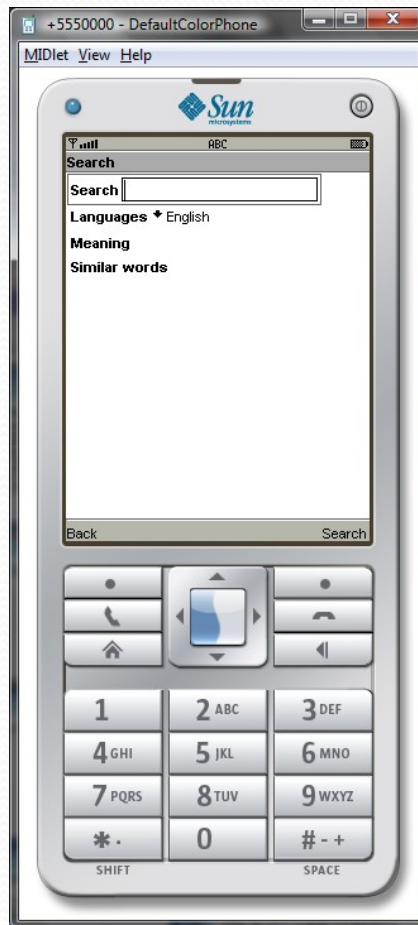 +5550000 - DefaultColorPhone
MIDlet View Help
Sun
microsystems
ABC
Search
Search
Languages English
Meaning
Similar words
Back Search
1 2 ABC 3 DEF
4 GHI 5 JKL 6 MNO
7 PQRS 8 TUV 9 WXYZ
* . 0 # - +
SHIFT SPACE